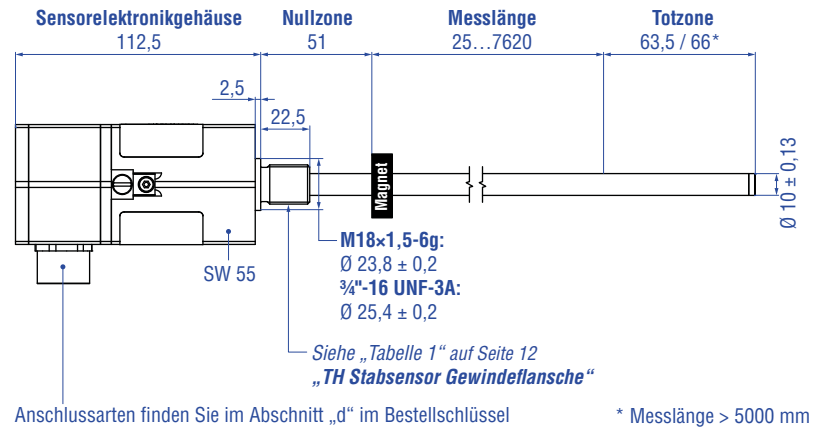 Sensorelektronikgehäuse
112,5
Nullzone
51
Messlänge
25…7620
Totzone
63,5 / 66*
2,5
22,5
Magnet
Ø 10 ± 0,13
SW 55
M18×1,5-6g:
Ø 23,8 ± 0,2
¾"-16 UNF-3A:
Ø 25,4 ± 0,2
Siehe „Tabelle 1“ auf Seite 12
„TH Stabsensor Gewindeflansche“
Anschlussarten finden Sie im Abschnitt „d“ im Bestellschlüssel
* Messlänge > 5000 mm